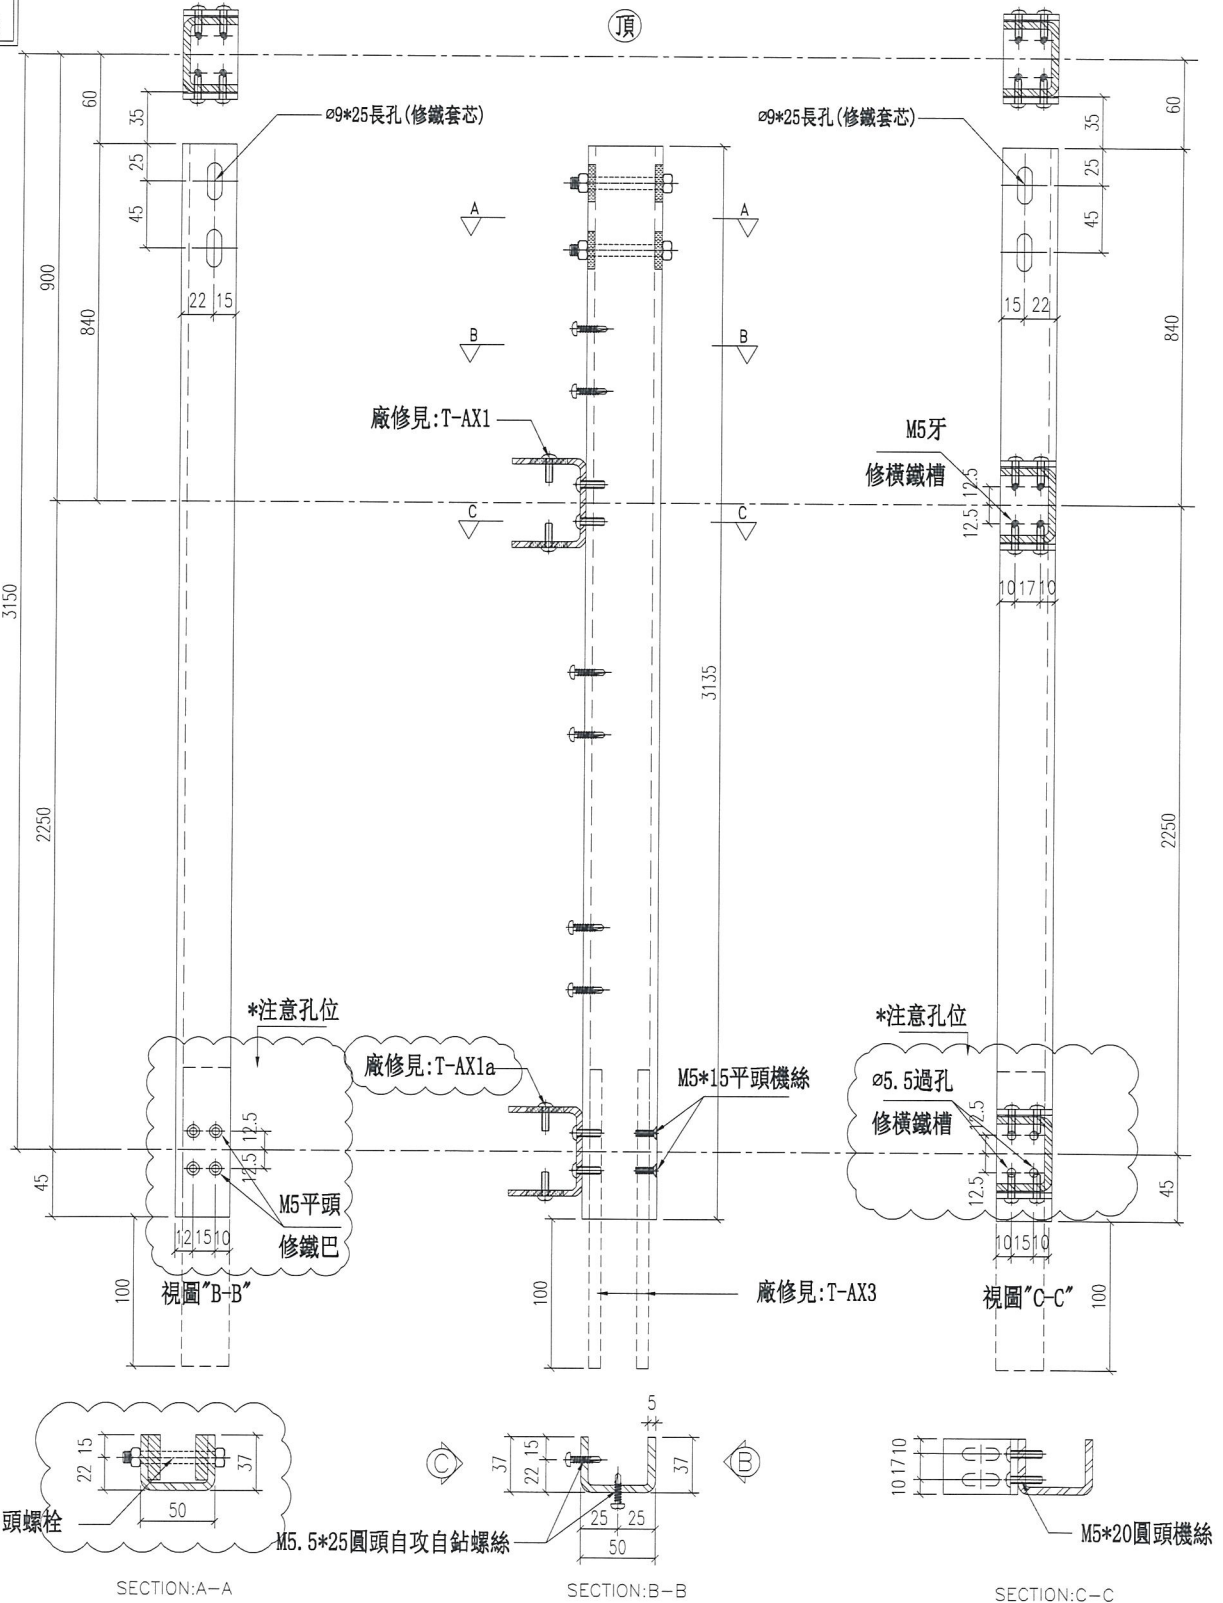 頂
60
35
25
45
900
840
3150
2250
45
100
ø9*25長孔(修鐵套芯)
22 15
*注意孔位
12.5
12.5
M5平頭
修鐵巴
12 15 10
視圖"B-B"
A
A
B
B
廠修見:T-AX1
C
C
3135
廠修見:T-AX1a
M5*15平頭機絲
廠修見:T-AX3
100
ø9*25長孔(修鐵套芯)
60
35
25
45
840
15 22
M5牙
修橫鐵槽
12.5
12.5
10 17 10
2250
*注意孔位
ø5.5過孔
修橫鐵槽
12.5
12.5
45
10 15 10
視圖"C-C"
100
15
22
37
50
頭螺栓
SECTION:A-A
C
B
5
37
15
22
37
25 25
50
M5.5*25圓頭自攻自鉆螺絲
SECTION:B-B
10
17
10
M5*20圓頭機絲
SECTION:C-C